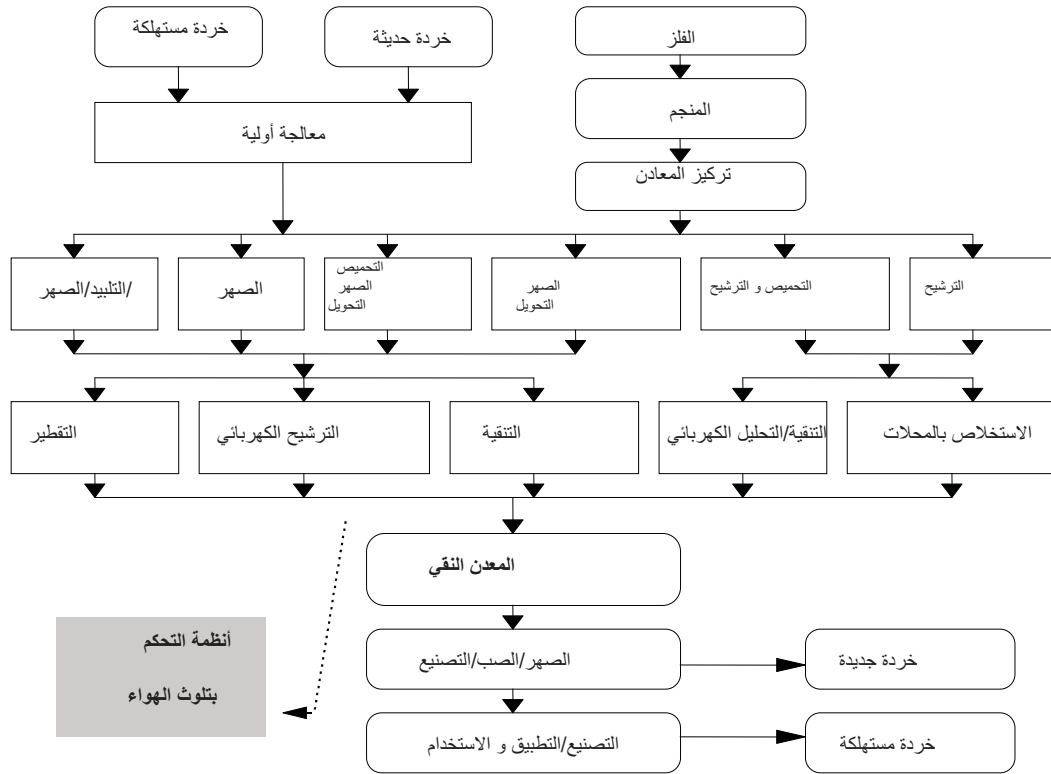 خردة مستهلكة
خردة حديثة
الفلز
المنجم
معالجة أولية
تركيز المعادن
التلبيد/الصهر/
الصهر
التحميص
الصهر
التحويل
الصهر
التحويل
التحميص و الترشيح
الترشيح
التقطير
الترشيح الكهربائي
التنقية
التنقية/التحليل الكهربائي
الاستخلاص بالمحلات
المعدن النقي
أنظمة التحكم
بتلوث الهواء
الصهر/الصب/التصنيع
خردة جديدة
التصنيع/التطبيق و الاستخدام
خردة مستهلكة